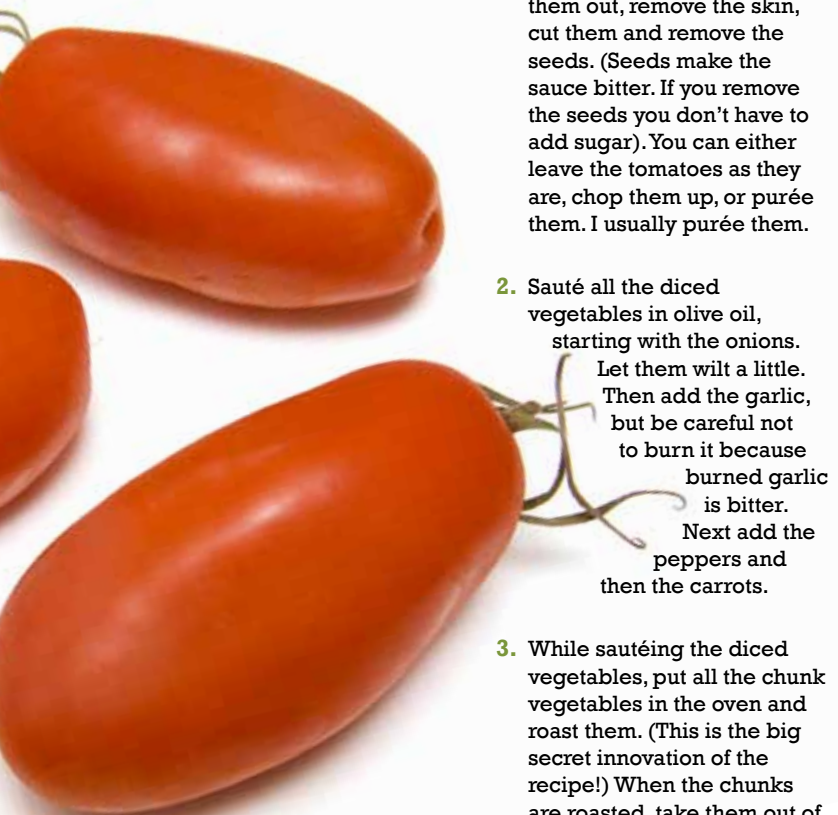 them out, remove the skin,
cut them and remove the
seeds. (Seeds make the
sauce bitter. If you remove
the seeds you don’t have to
add sugar). You can either
leave the tomatoes as they
are, chop them up, or purée
them. I usually purée them.
2. Sauté all the diced
vegetables in olive oil,
starting with the onions.
Let them wilt a little.
Then add the garlic,
but be careful not
to burn it because
burned garlic
is bitter.
Next add the
peppers and
then the carrots.
3. While sautéing the diced
vegetables, put all the chunk
vegetables in the oven and
roast them. (This is the big
secret innovation of the
recipe!) When the chunks
are roasted, take them out of